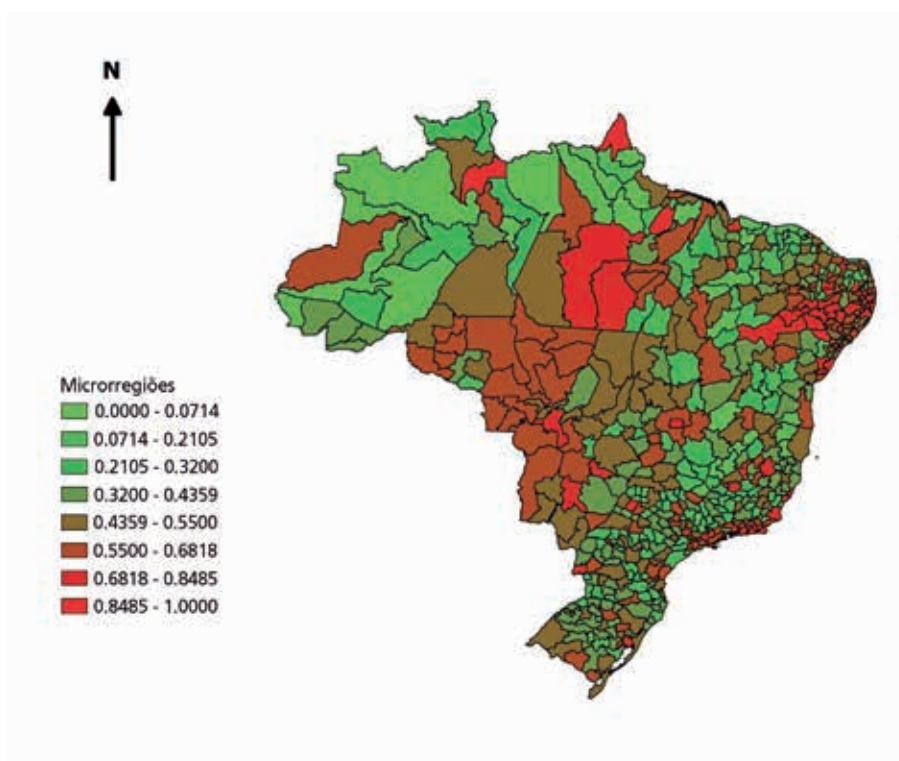 N
Microrregiões
0.0000 - 0.0714
0.0714 - 0.2105
0.2105 - 0.3200
0.3200 - 0.4359
0.4359 - 0.5500
0.5500 - 0.6818
0.6818 - 0.8485
0.8485 - 1.0000